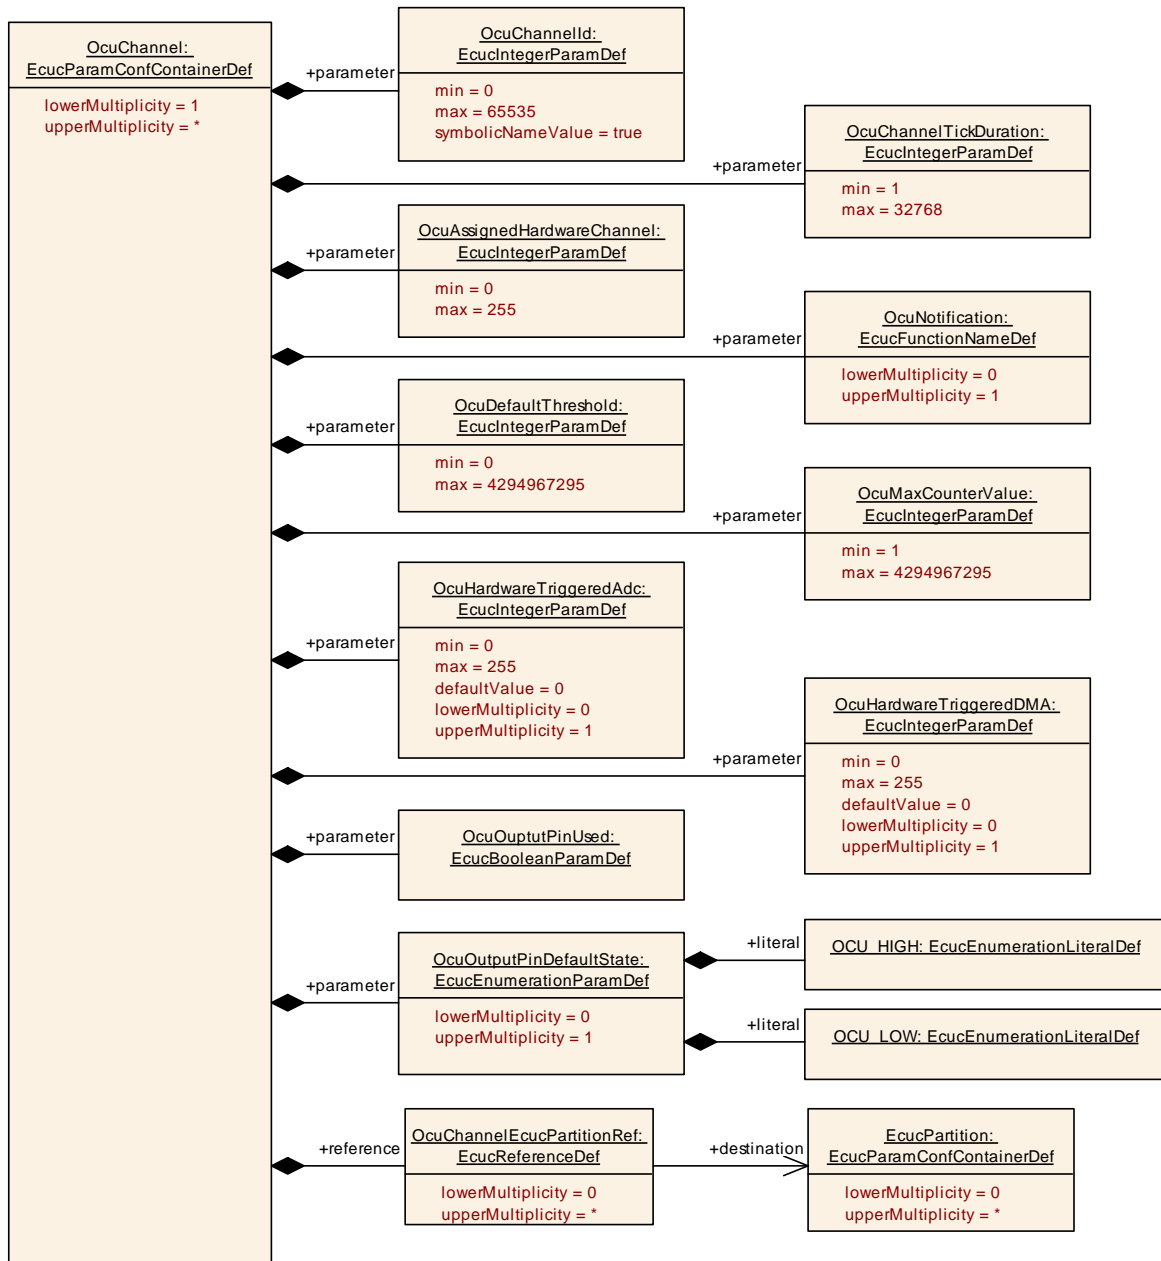 OcuChannel:
EcucParamConfContainerDef
lowerMultiplicity = 1
upperMultiplicity = *
+parameter
OcuChannelId:
EcucIntegerParamDef
min = 0
max = 65535
symbolicNameValue = true
+parameter
OcuChannelTickDuration:
EcucIntegerParamDef
min = 1
max = 32768
+parameter
OcuAssignedHardwareChannel:
EcucIntegerParamDef
min = 0
max = 255
+parameter
OcuNotification:
EcucFunctionNameDef
lowerMultiplicity = 0
upperMultiplicity = 1
+parameter
OcuDefaultThreshold:
EcucIntegerParamDef
min = 0
max = 4294967295
+parameter
OcuMaxCounterValue:
EcucIntegerParamDef
min = 1
max = 4294967295
+parameter
OcuHardwareTriggeredAdc:
EcucIntegerParamDef
min = 0
max = 255
defaultValue = 0
lowerMultiplicity = 0
upperMultiplicity = 1
+parameter
OcuHardwareTriggeredDMA:
EcucIntegerParamDef
min = 0
max = 255
defaultValue = 0
lowerMultiplicity = 0
upperMultiplicity = 1
+parameter
OcuOuptutPinUsed:
EcucBooleanParamDef
+parameter
OcuOutputPinDefaultState:
EcucEnumerationParamDef
lowerMultiplicity = 0
upperMultiplicity = 1
+literal
OCU_HIGH: EcucEnumerationLiteralDef
+literal
OCU_LOW: EcucEnumerationLiteralDef
+reference
OcuChannelEcucPartitionRef:
EcucReferenceDef
lowerMultiplicity = 0
upperMultiplicity = *
+destination
EcucPartition:
EcucParamConfContainerDef
lowerMultiplicity = 0
upperMultiplicity = *